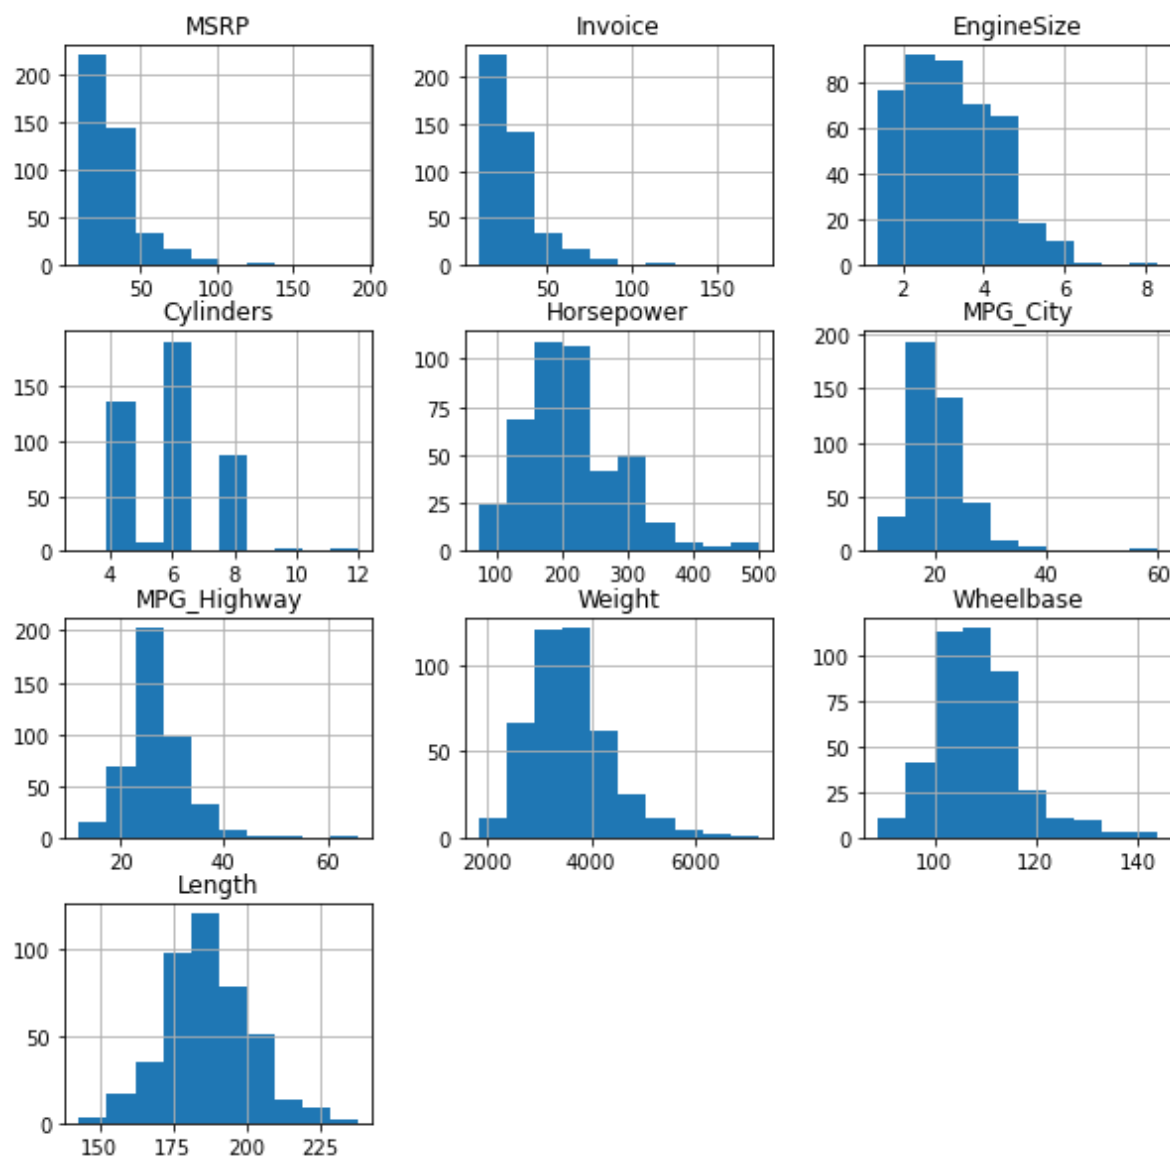 MSRP
200
150
100
50
0
50 100 150 200
Invoice
200
150
100
50
0
50 100 150
EngineSize
80
60
40
20
0
2 4 6 8
Cylinders
150
100
50
0
4 6 8 10 12
Horsepower
100
75
50
25
0
100 200 300 400 500
MPG_City
200
150
100
50
0
20 40 60
MPG_Highway
200
150
100
50
0
20 40 60
Weight
100
50
0
2000 4000 6000
Wheelbase
100
75
50
25
0
100 120 140
Length
100
50
0
150 175 200 225